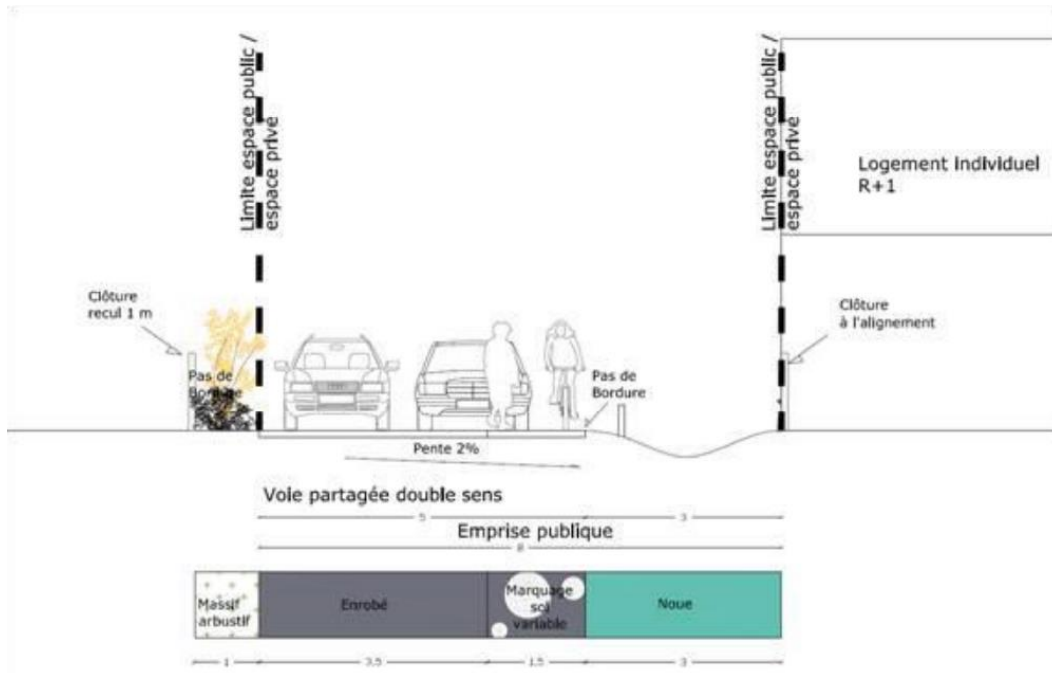 Limite espace public /
espace privé
Limite espace public /
espace privé
Logement individuel
R+1
Clôture
recul 1 m
Clôture
à l'alignement
Pas de
Bordure
Pas de
Bordure
Pente 2%
Voie partagée double sens
5
3
Emprise publique
8
Massif
arbustif
Enrobé
Marquage
sol
variable
Noue
1
3.5
1.5
3